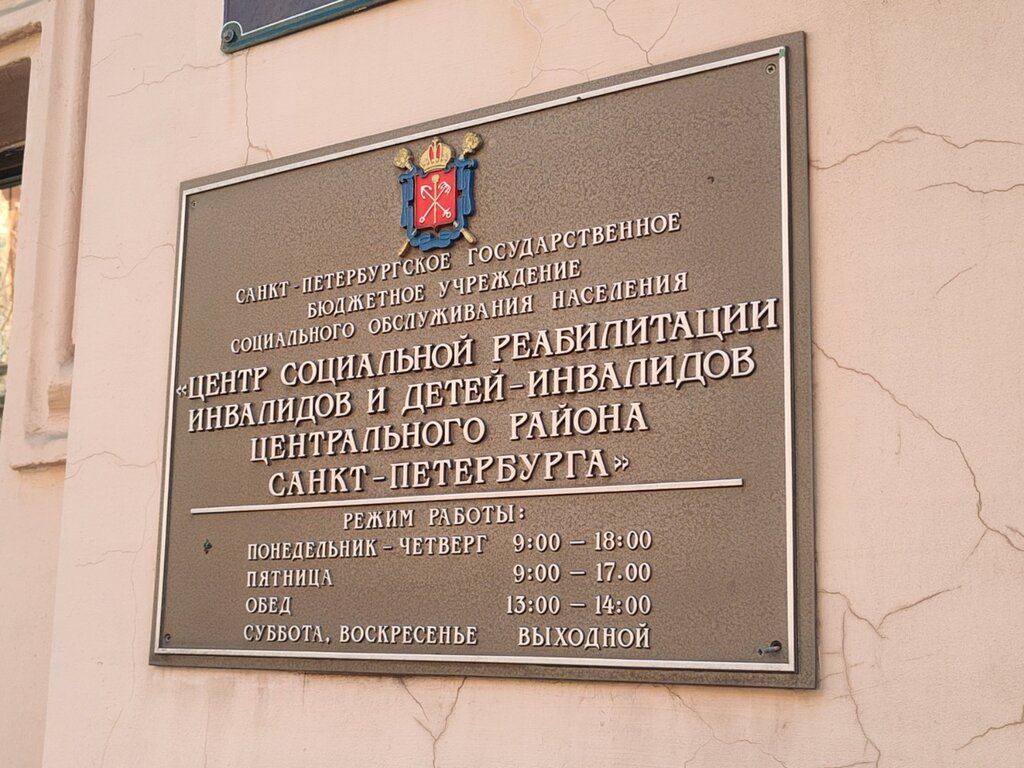 САНКТ-ПЕТЕРБУРГСКОЕ ГОСУДАРСТВЕННОЕ
БЮДЖЕТНОЕ УЧРЕЖДЕНИЕ
СОЦИАЛЬНОГО ОБСЛУЖИВАНИЯ НАСЕЛЕНИЯ
«ЦЕНТР СОЦИАЛЬНОЙ РЕАБИЛИТАЦИИ
ИНВАЛИДОВ И ДЕТЕЙ-ИНВАЛИДОВ
ЦЕНТРАЛЬНОГО РАЙОНА
САНКТ-ПЕТЕРБУРГА»
РЕЖИМ РАБОТЫ:
ПОНЕДЕЛЬНИК - ЧЕТВЕРГ 9:00 — 18:00
ПЯТНИЦА 9:00 — 17.00
ОБЕД 13:00 — 14:00
СУББОТА, ВОСКРЕСЕНЬЕ ВЫХОДНОЙ